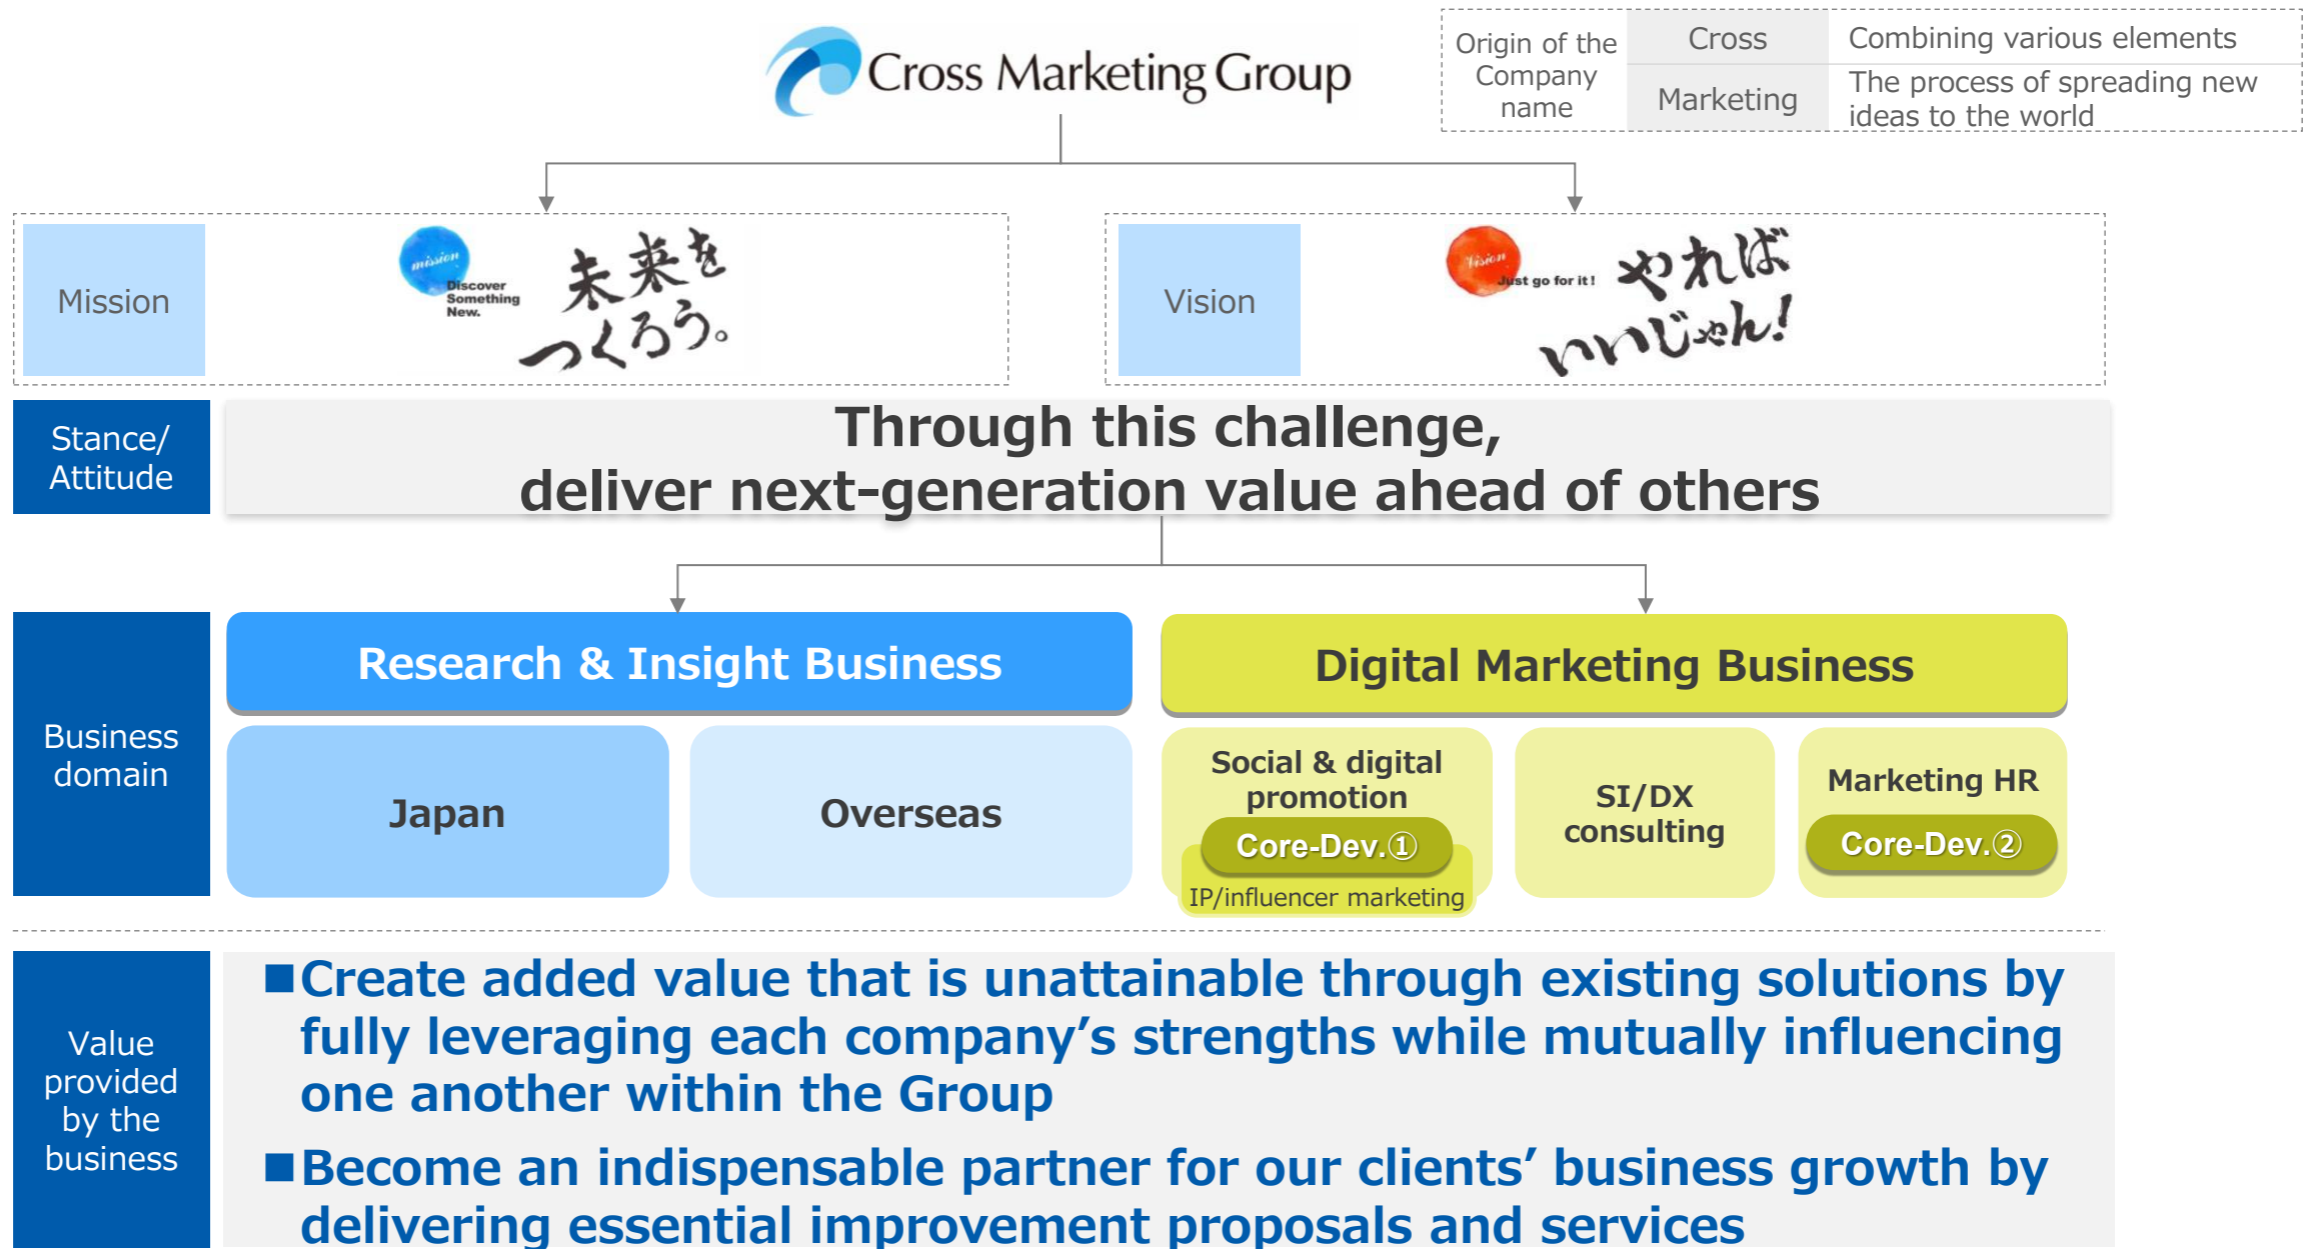 Cross Marketing Group
Origin of the
Company
name
Cross
Combining various elements
Marketing
The process of spreading new
ideas to the world
Mission
mission
Discover
Something
New.
未来を
つくろう。
Vision
Vision
Just go for it!
やれば
いいじゃん!
Stance/
Attitude
Through this challenge,
deliver next-generation value ahead of others
Business
domain
Research & Insight Business
Japan
Overseas
Digital Marketing Business
Social & digital
promotion
Core-Dev.①
IP/influencer marketing
SI/DX
consulting
Marketing HR
Core-Dev.②
Value
provided
by the
business
■Create added value that is unattainable through existing solutions by
fully leveraging each company’s strengths while mutually influencing
one another within the Group
■Become an indispensable partner for our clients’ business growth by
delivering essential improvement proposals and services